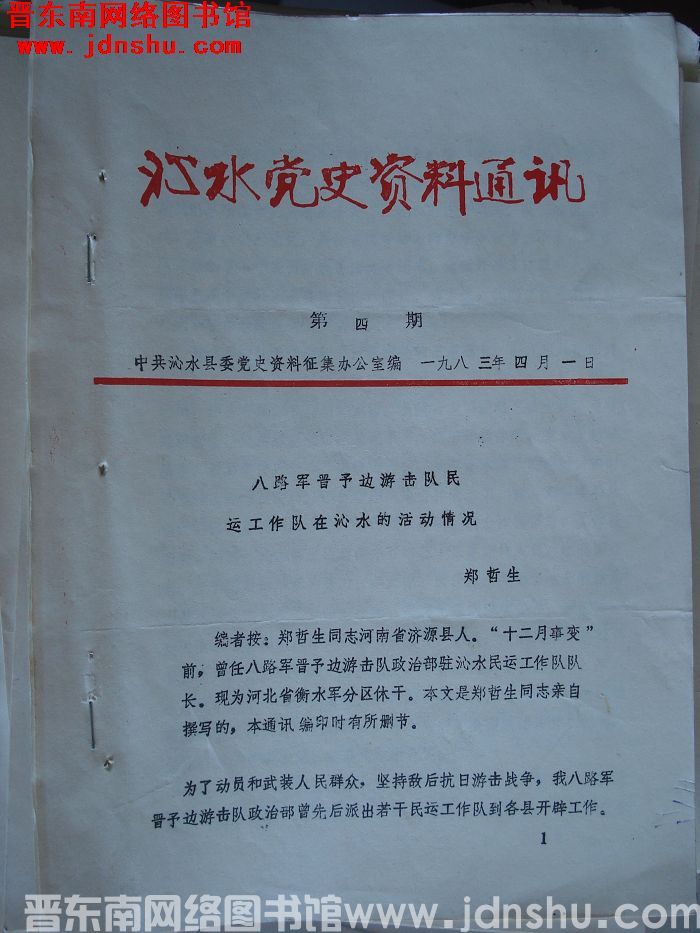 晋东南网络图书馆
www.jdnshu.com
沁水党史资料通讯
第四期
中共沁水县委党史资料征集办公室编 一九八三年四月一日
八路军晋予边游击队民
运工作队在沁水的活动情况
郑哲生
编者按：郑哲生同志河南省济源县人。“十二月事变”
前，曾任八路军晋予边游击队政治部驻沁水民运工作队队
长。现为河北省衡水军分区休干。本文是郑哲生同志亲自
撰写的，本通讯编印时有所删节。
为了动员和武装人民群众，坚持敌后抗日游击战争，我八路军
晋予边游击队政治部曾先后派出若干民运工作队到各县开辟工作。
1
晋东南网络图书馆www.jdnshu.com